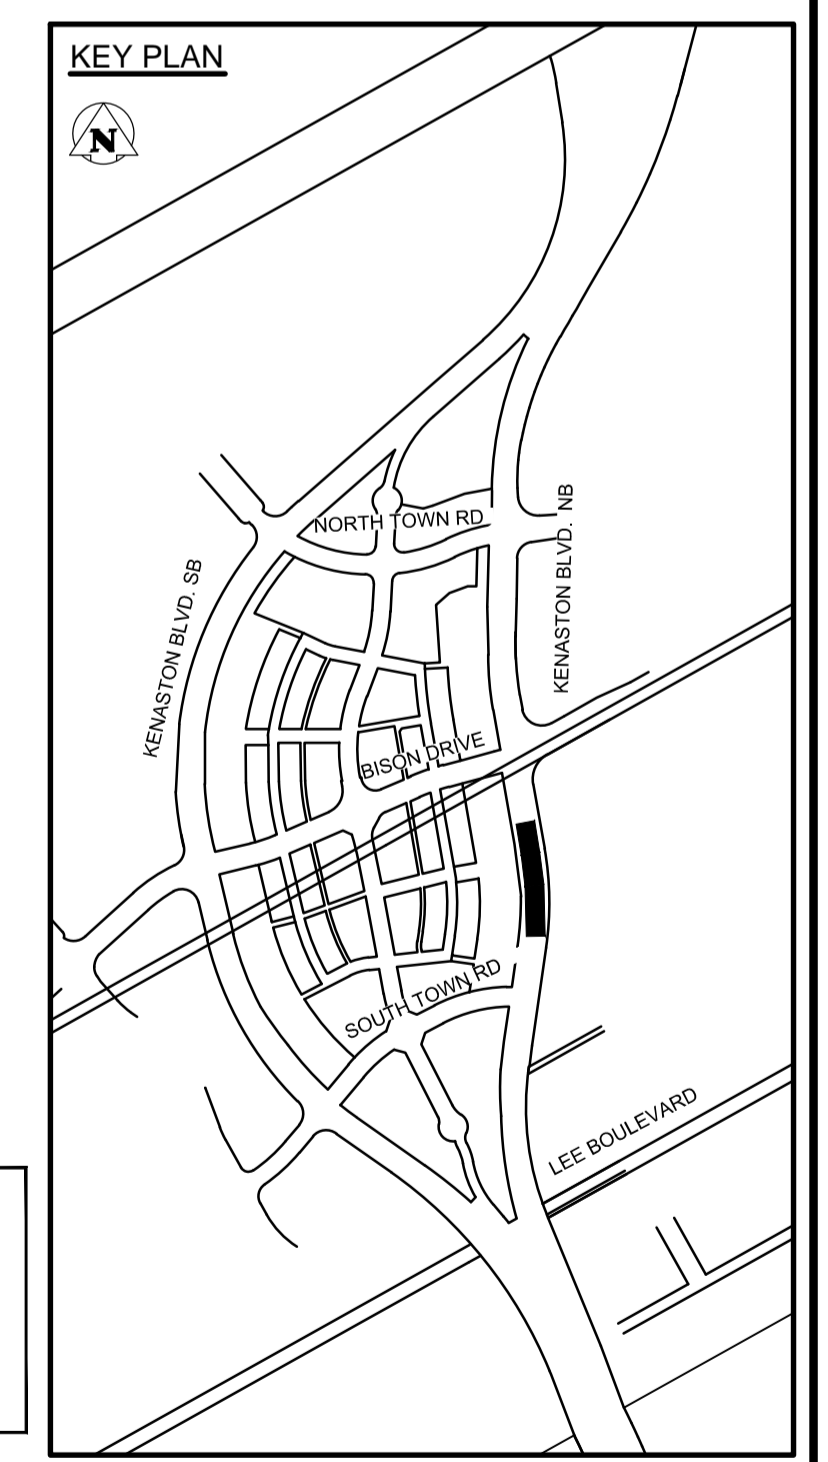 KEY PLAN
N
NORTH TOWN RD
KENASTON BLVD. NB
KENASTON BLVD. SB
BISON DRIVE
SOUTH TOWN RD
LEE BOULEVARD